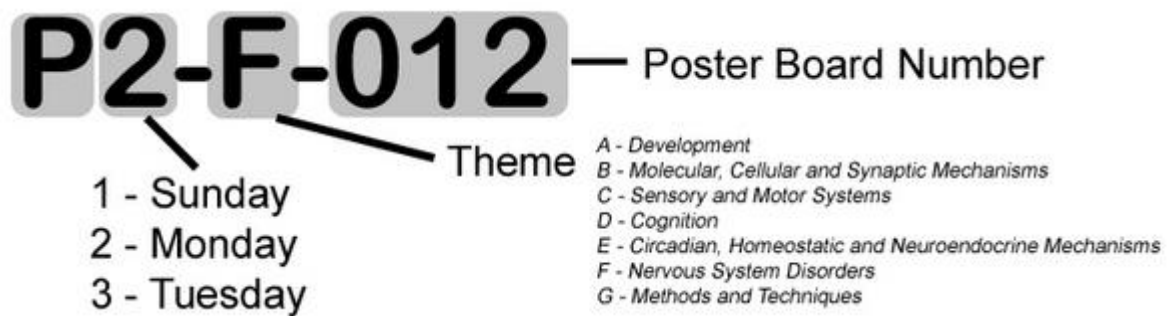 P2-F-012
Poster Board Number
Theme
1 - Sunday
2 - Monday
3 - Tuesday
A - Development
B - Molecular, Cellular and Synaptic Mechanisms
C - Sensory and Motor Systems
D - Cognition
E - Circadian, Homeostatic and Neuroendocrine Mechanisms
F - Nervous System Disorders
G - Methods and Techniques